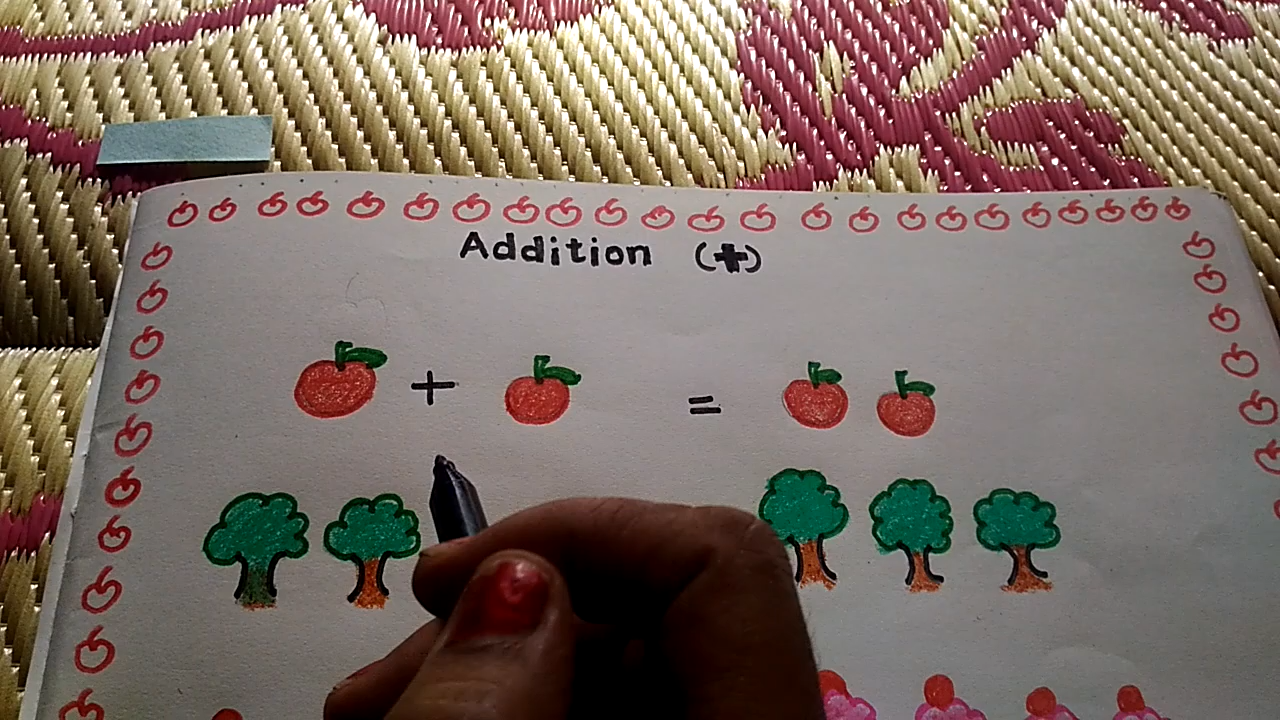 Addition (+)
+ =